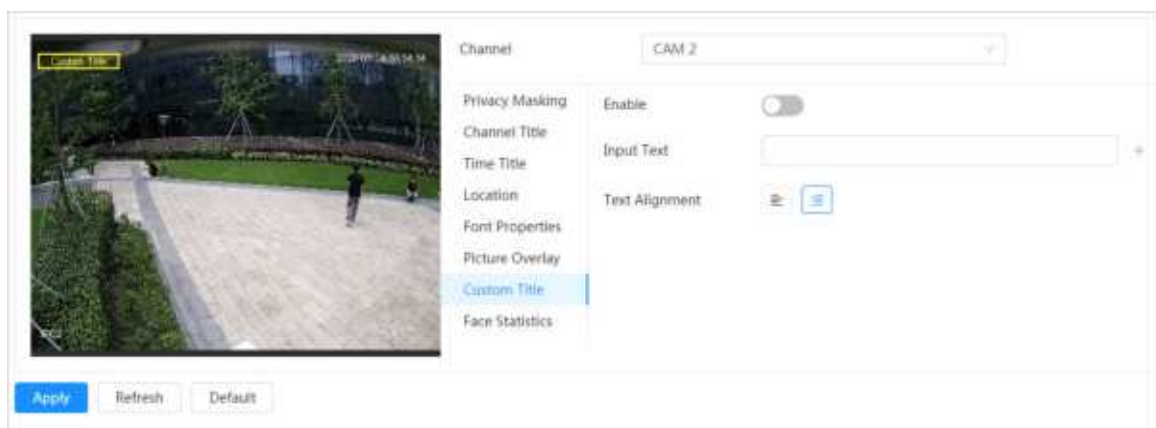 Custom Title
Channel
CAM 2
Privacy Masking
Enable
Channel Title
Input Text
Time Title
Location
Text Alignment
Font Properties
Picture Overlay
Custom Title
Face Statistics
Apply
Refresh
Default